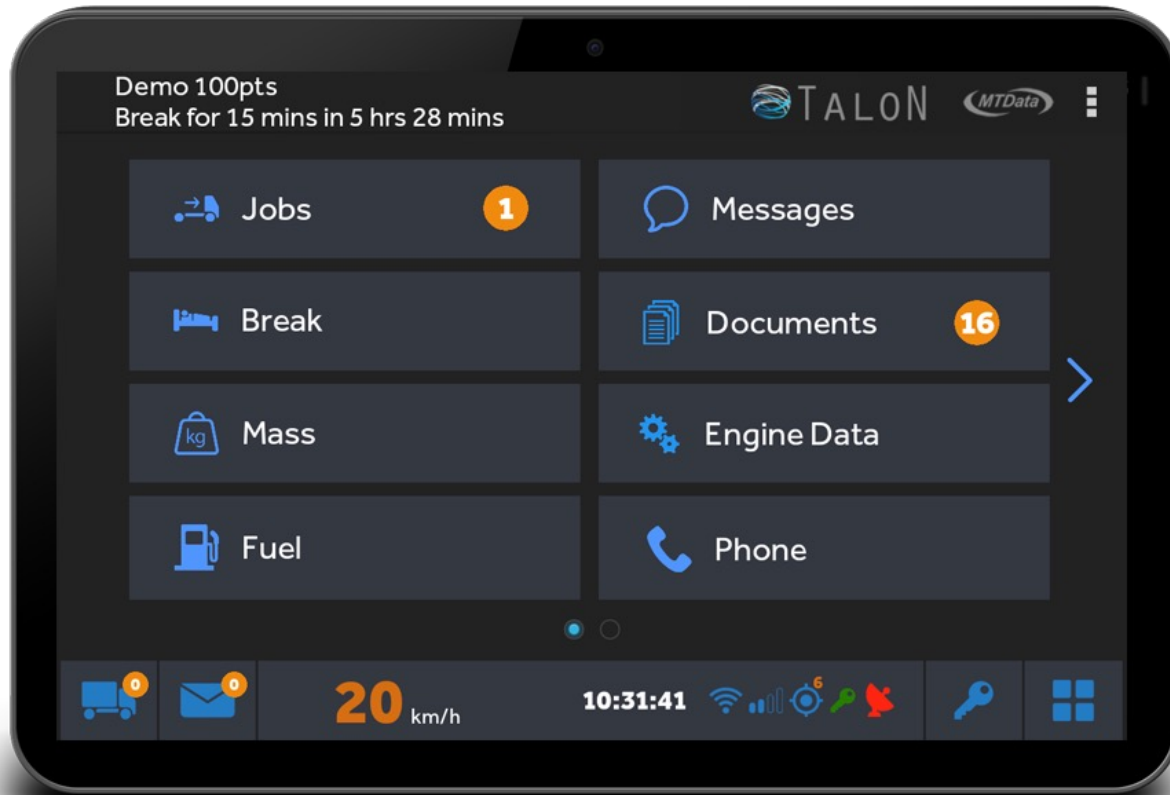 Demo 100pts
Break for 15 mins in 5 hrs 28 mins
TALON
MTData
Jobs
1
Messages
Break
Documents
16
kg
Mass
Engine Data
Fuel
Phone
0
0
20 km/h
10:31:41
6